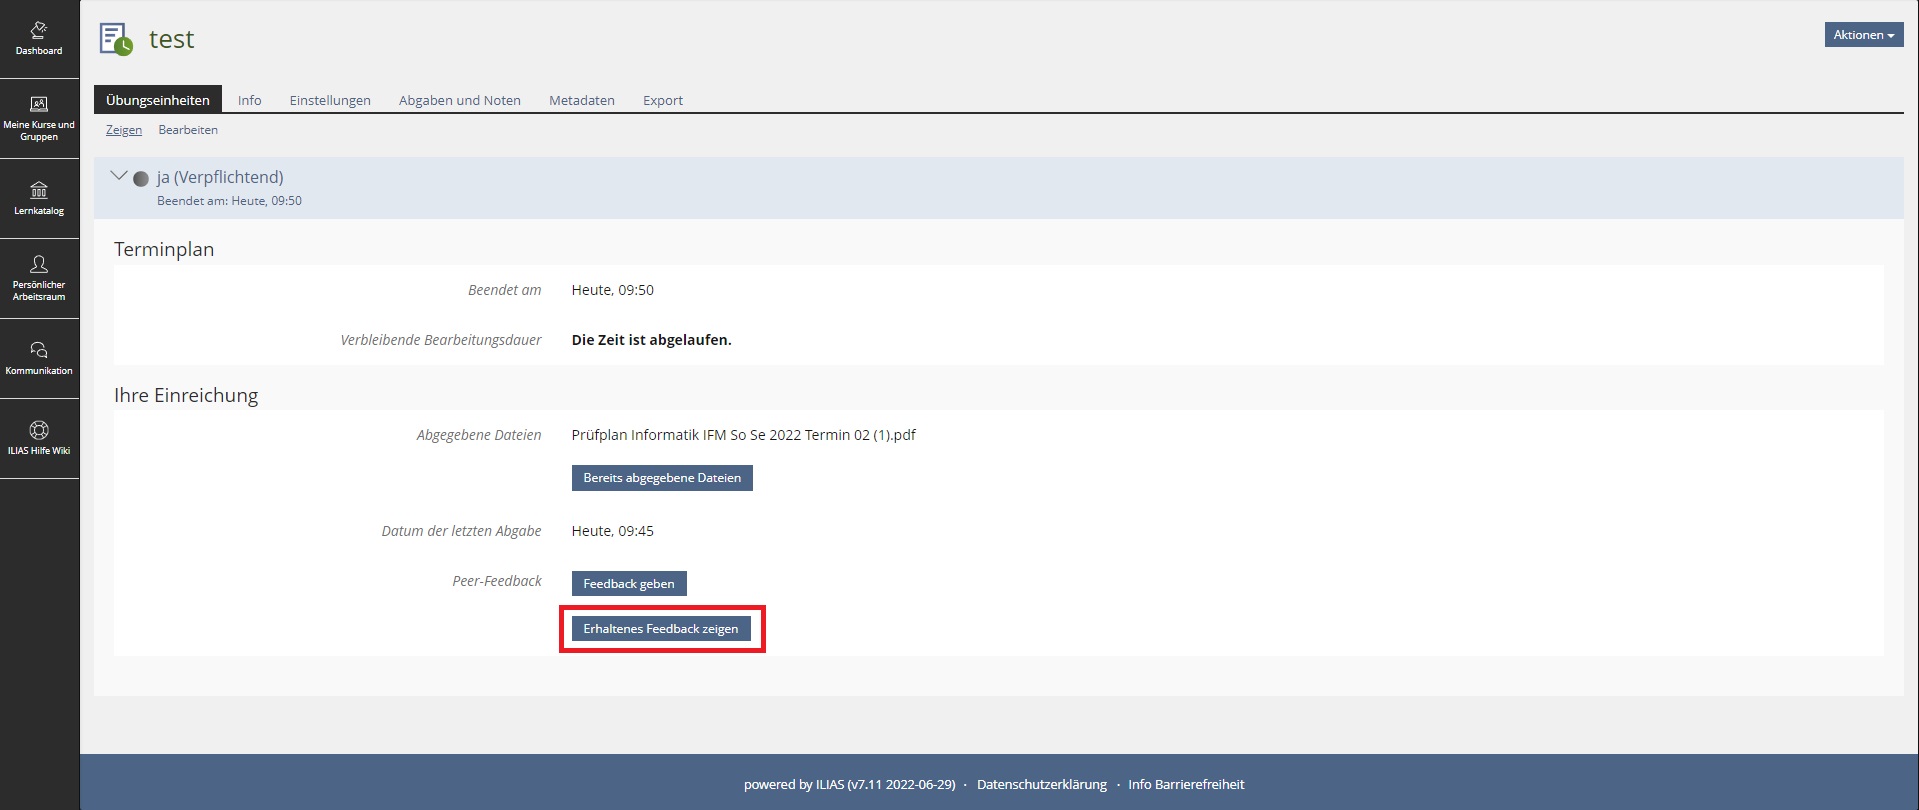 Dashboard
Meine Kurse und
Gruppen
Lernkatalog
Persönlicher
Arbeitsraum
Kommunikation
ILIAS Hilfe Wiki
test
Aktionen
Übungseinheiten Info Einstellungen Abgaben und Noten Metadaten Export
Zeigen Bearbeiten
ja (Verpflichtend)
Beendet am: Heute, 09:50
Terminplan
Beendet am Heute, 09:50
Verbleibende Bearbeitungsdauer Die Zeit ist abgelaufen.
Ihre Einreichung
Abgegebene Dateien Prüfplan Informatik IFM So Se 2022 Termin 02 (1).pdf
Bereits abgegebene Dateien
Datum der letzten Abgabe Heute, 09:45
Peer-Feedback Feedback geben
Erhaltenes Feedback zeigen
powered by ILIAS (v7.11 2022-06-29) · Datenschutzerklärung · Info Barrierefreiheit